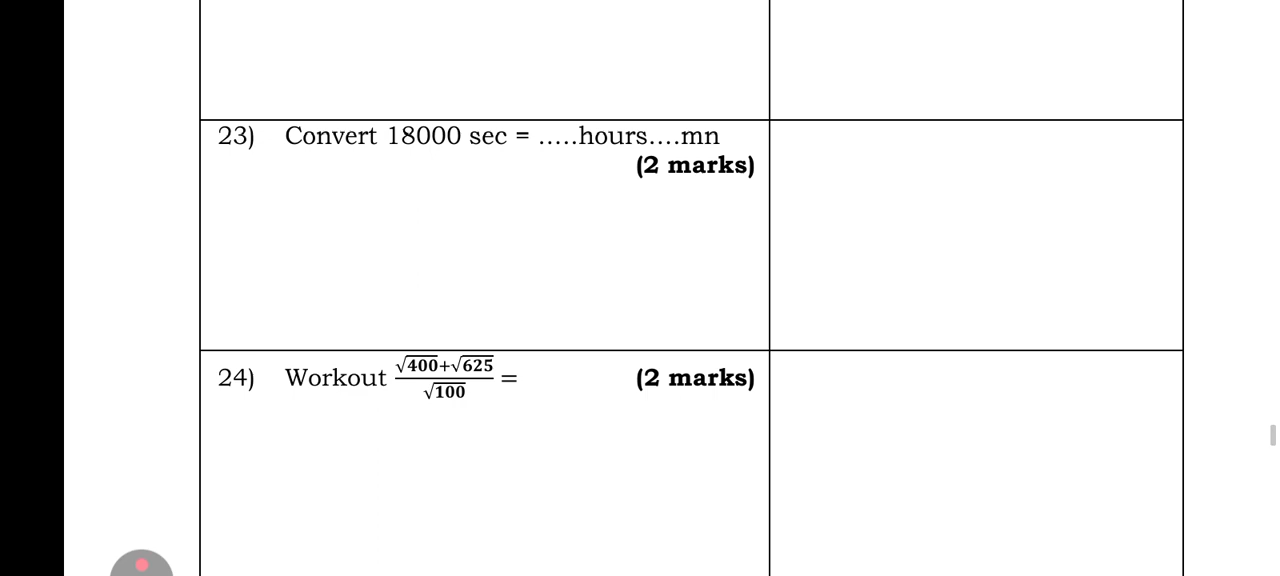 23) Convert 18000 sec = .....hours....mn
(2 marks)
24) Workout (√400+√625)/√100 = (2 marks)